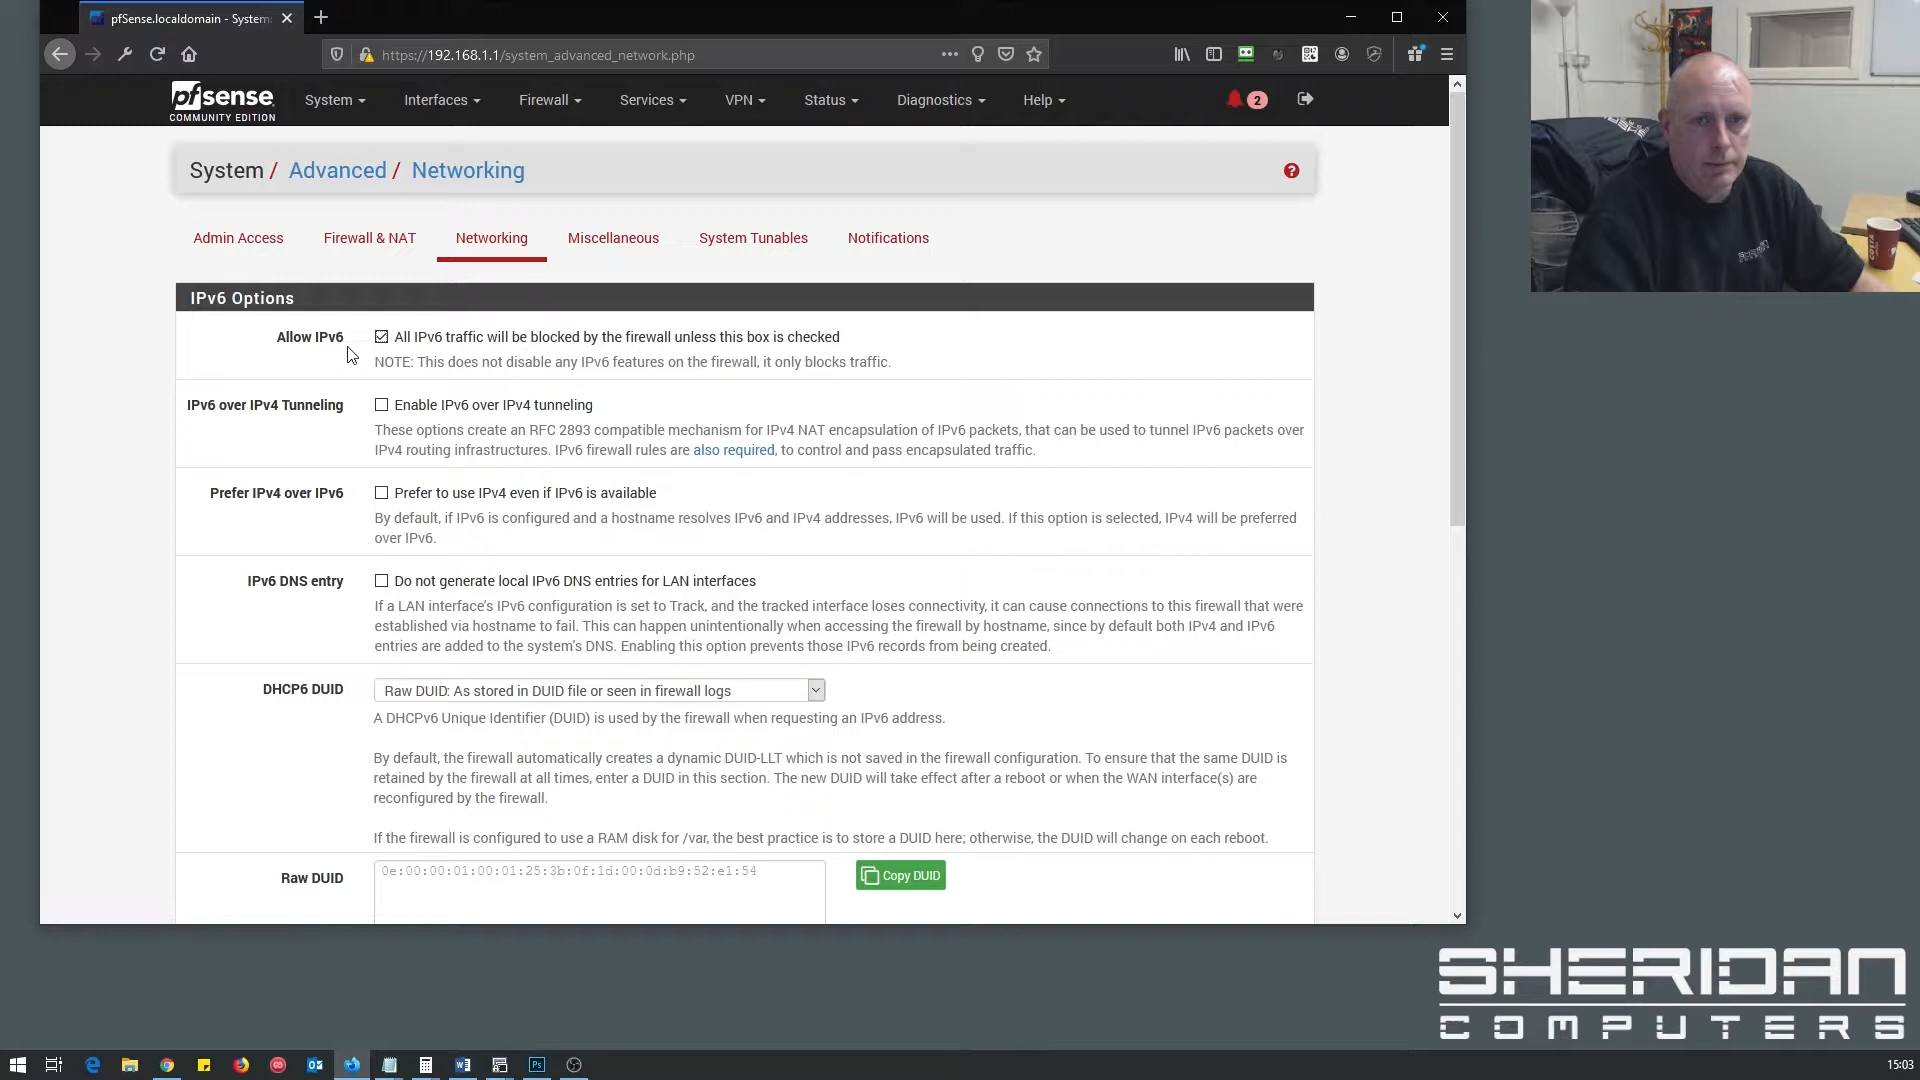 pfSense.localdomain - System:
https://192.168.1.1/system_advanced_network.php
pfsense
COMMUNITY EDITION
System
Interfaces
Firewall
Services
VPN
Status
Diagnostics
Help
2
System / Advanced / Networking
Admin Access
Firewall & NAT
Networking
Miscellaneous
System Tunables
Notifications
IPv6 Options
Allow IPv6
All IPv6 traffic will be blocked by the firewall unless this box is checked
NOTE: This does not disable any IPv6 features on the firewall, it only blocks traffic.
IPv6 over IPv4 Tunneling
Enable IPv6 over IPv4 tunneling
These options create an RFC 2893 compatible mechanism for IPv4 NAT encapsulation of IPv6 packets, that can be used to tunnel IPv6 packets over
IPv4 routing infrastructures. IPv6 firewall rules are also required, to control and pass encapsulated traffic.
Prefer IPv4 over IPv6
Prefer to use IPv4 even if IPv6 is available
By default, if IPv6 is configured and a hostname resolves IPv6 and IPv4 addresses, IPv6 will be used. If this option is selected, IPv4 will be preferred
over IPv6.
IPv6 DNS entry
Do not generate local IPv6 DNS entries for LAN interfaces
If a LAN interface's IPv6 configuration is set to Track, and the tracked interface loses connectivity, it can cause connections to this firewall that were
established via hostname to fail. This can happen unintentionally when accessing the firewall by hostname, since by default both IPv4 and IPv6
entries are added to the system's DNS. Enabling this option prevents those IPv6 records from being created.
DHCP6 DUID
Raw DUID: As stored in DUID file or seen in firewall logs
A DHCPv6 Unique Identifier (DUID) is used by the firewall when requesting an IPv6 address.
By default, the firewall automatically creates a dynamic DUID-LLT which is not saved in the firewall configuration. To ensure that the same DUID is
retained by the firewall at all times, enter a DUID in this section. The new DUID will take effect after a reboot or when the WAN interface(s) are
reconfigured by the firewall.
If the firewall is configured to use a RAM disk for /var, the best practice is to store a DUID here; otherwise, the DUID will change on each reboot.
Raw DUID
0e:00:00:01:00:01:25:3b:0f:1d:00:0d:b9:52:e1:54
Copy DUID
SHERIDAN
COMPUTERS
15:03
COSTA